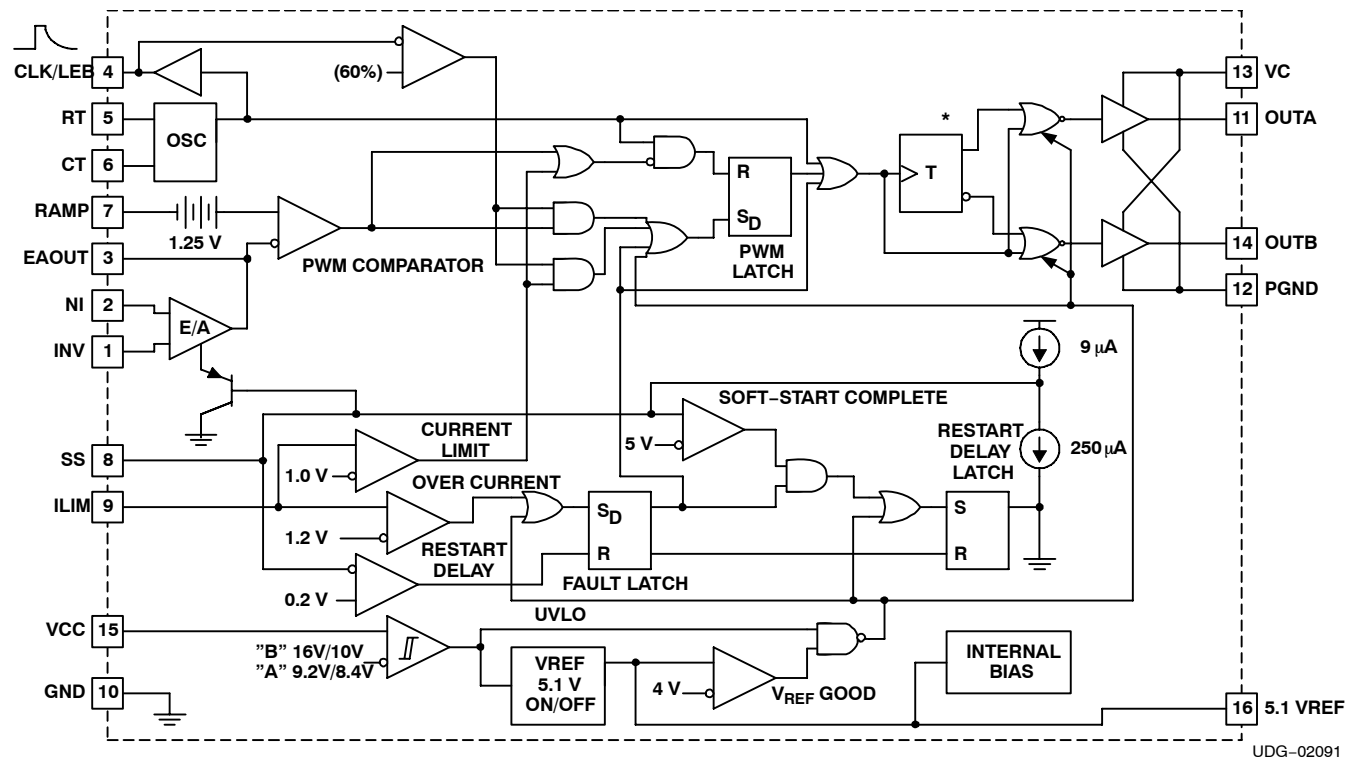 CLK/LEB 4
(60%)
13 VC
RT 5
OSC
*
11 OUTA
CT 6
R
T
RAMP 7
1.25 V
SD
EAOUT 3
PWM COMPARATOR
PWM
LATCH
14 OUTB
NI 2
E/A
12 PGND
INV 1
9 μA
SOFT−START COMPLETE
CURRENT
LIMIT
5 V
RESTART
DELAY
LATCH
250 μA
SS 8
1.0 V
OVER CURRENT
ILIM 9
SD
S
1.2 V
RESTART
DELAY
R
R
FAULT LATCH
0.2 V
UVLO
VCC 15
”B” 16V/10V
”A” 9.2V/8.4V
VREF
5.1 V
ON/OFF
4 V
VREF GOOD
INTERNAL
BIAS
GND 10
16 5.1 VREF
UDG−02091